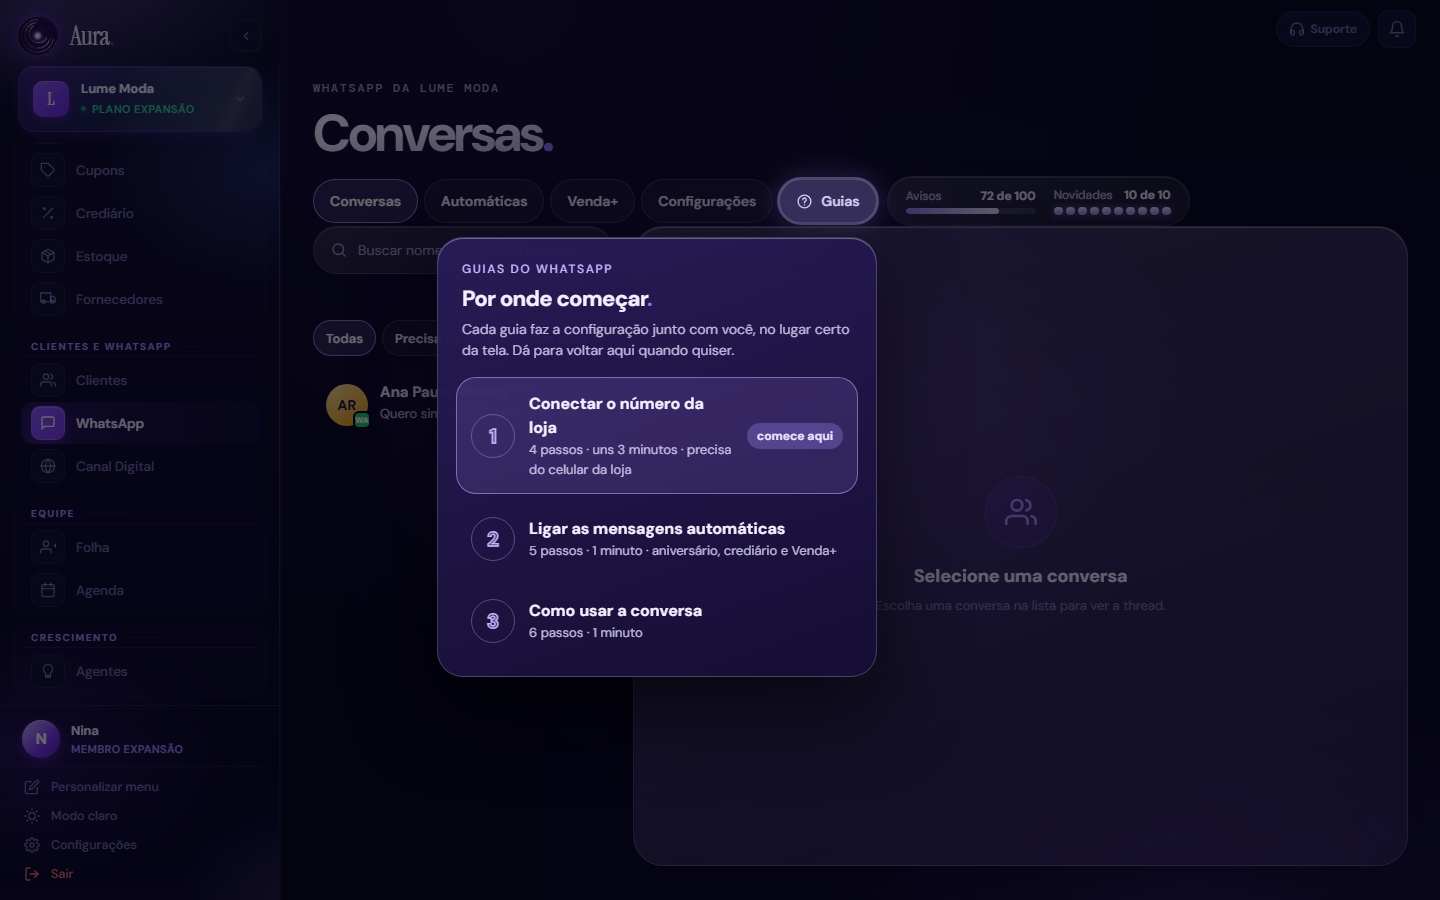 Aura.
Suporte
L
Lume Moda
PLANO EXPANSÃO
Cupons
Crediário
Estoque
Fornecedores
CLIENTES E WHATSAPP
Clientes
WhatsApp
Canal Digital
EQUIPE
Folha
Agenda
CRESCIMENTO
Agentes
N
Nina
MEMBRO EXPANSÃO
Personalizar menu
Modo claro
Configurações
Sair
WHATSAPP DA LUME MODA
Conversas.
Conversas
Automáticas
Venda+
Configurações
Guias
Avisos 72 de 100
Novidades 10 de 10
Buscar nome
Todas
AR
WA
Quero
GUIAS DO WHATSAPP
Por onde começar.
Cada guia faz a configuração junto com você, no lugar certo
da tela. Dá para voltar aqui quando quiser.
1
Conectar o número da
loja
4 passos · uns 3 minutos · precisa
do celular da loja
comece aqui
2
Ligar as mensagens automáticas
5 passos · 1 minuto · aniversário, crediário e Venda+
3
Como usar a conversa
6 passos · 1 minuto
Selecione uma conversa
Escolha uma conversa na lista para ver a thread.